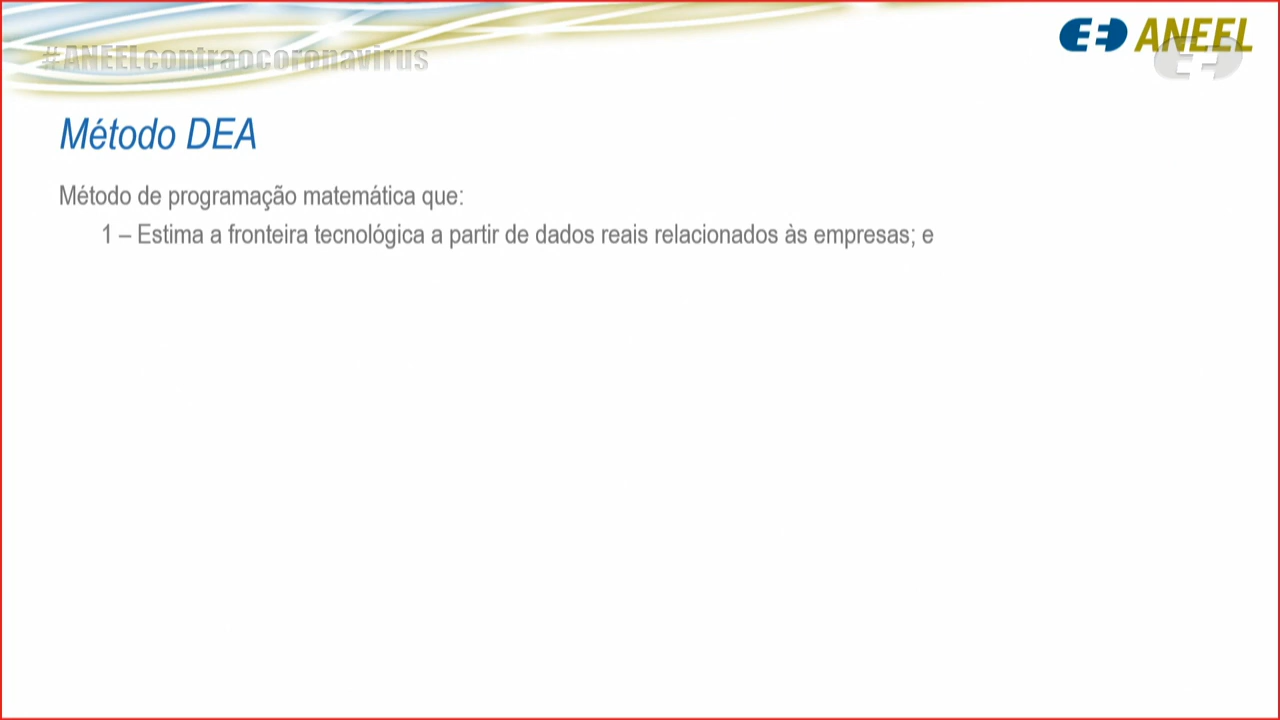 #ANEELcontraocoronavirus
ANEEL
Método DEA
Método de programação matemática que:
1 – Estima a fronteira tecnológica a partir de dados reais relacionados às empresas; e